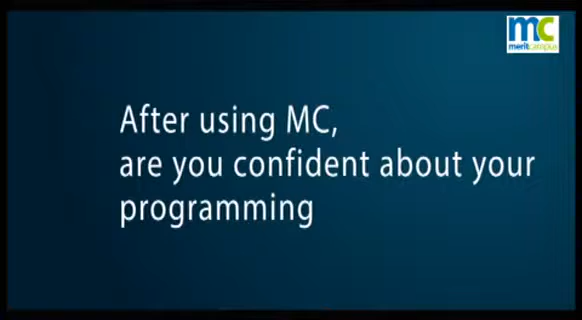 mc
merit campus
After using MC,
are you confident about your
programming